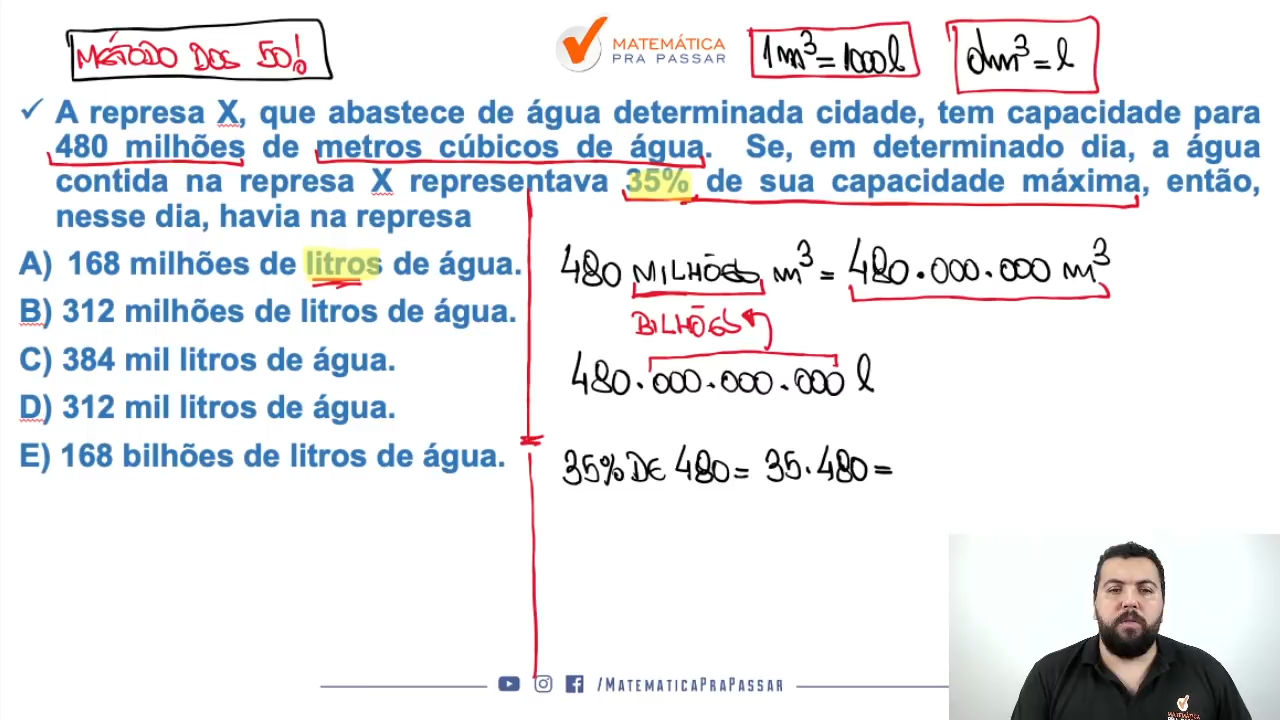 MÉTODO DOS 50!
MATEMÁTICA
PRA PASSAR
1m³ = 1000l
dm³ = l
✓ A represa X, que abastece de água determinada cidade, tem capacidade para
480 milhões de metros cúbicos de água. Se, em determinado dia, a água
contida na represa X representava 35% de sua capacidade máxima, então,
nesse dia, havia na represa
A) 168 milhões de litros de água.
B) 312 milhões de litros de água.
C) 384 mil litros de água.
D) 312 mil litros de água.
E) 168 bilhões de litros de água.
480 MILHÕES m³ = 480.000.000 m³
BILHÕES
480.000.000.000 l
35% DE 480 = 35.480 =
/MATEMATICAPRAPASSAR
MATEMÁTICA
PRA PASSAR